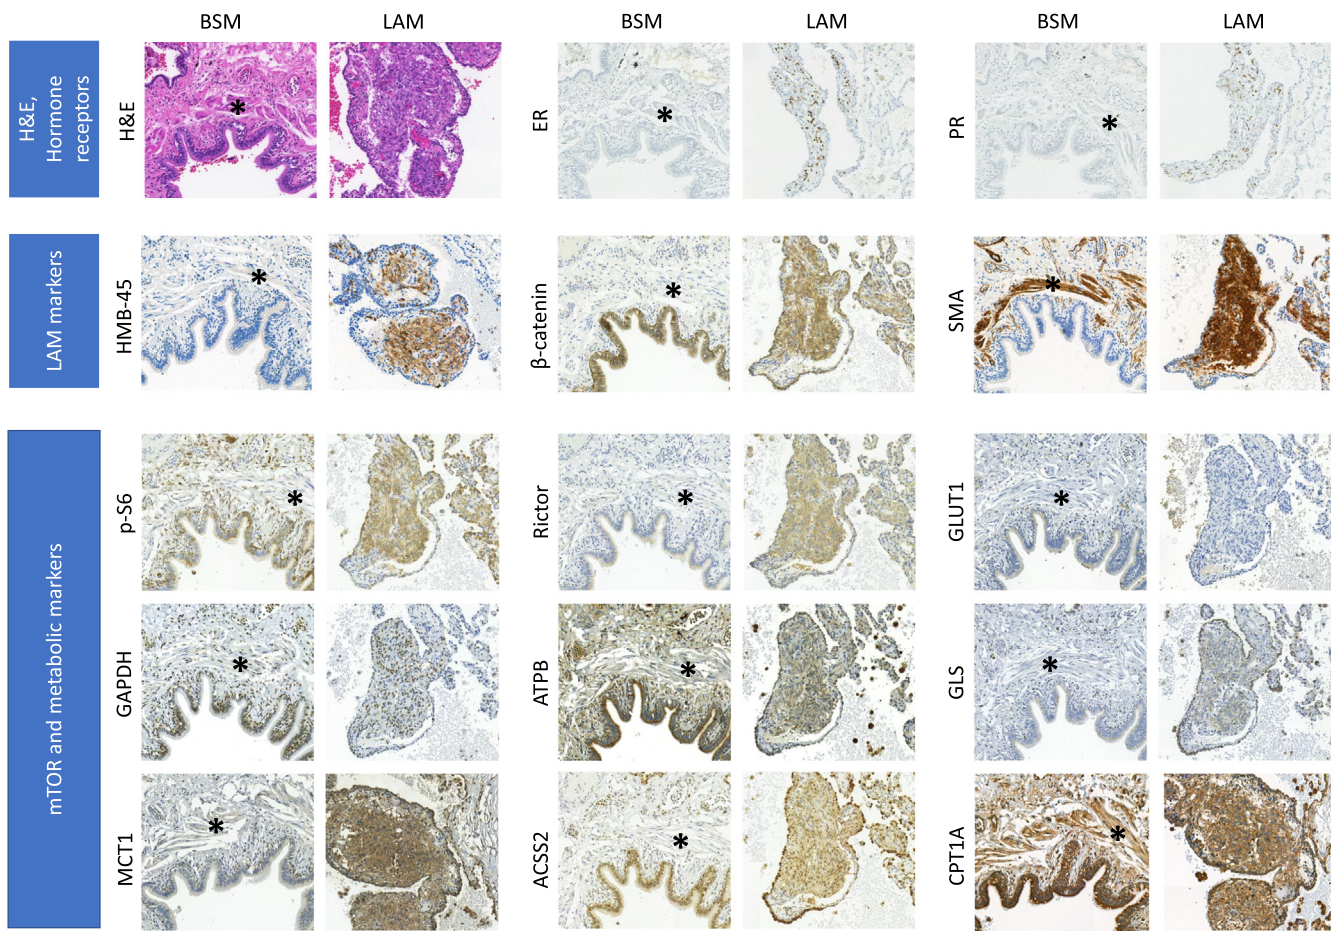 BSM LAM BSM LAM BSM LAM
H&E,
Hormone
receptors
H&E
*
ER
*
PR
*
LAM markers
HMB-45
*
β-catenin
*
SMA
*
mTOR and metabolic markers
p-S6
*
Rictor
*
GLUT1
*
GAPDH
*
ATPB
*
GLS
*
MCT1
*
ACSS2
*
CPT1A
*